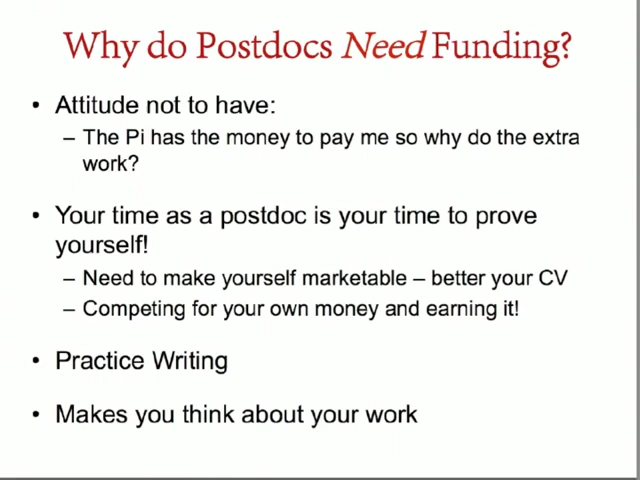 Why do Postdocs Need Funding?
• Attitude not to have:
– The Pi has the money to pay me so why do the extra
work?
• Your time as a postdoc is your time to prove
yourself!
– Need to make yourself marketable – better your CV
– Competing for your own money and earning it!
• Practice Writing
• Makes you think about your work